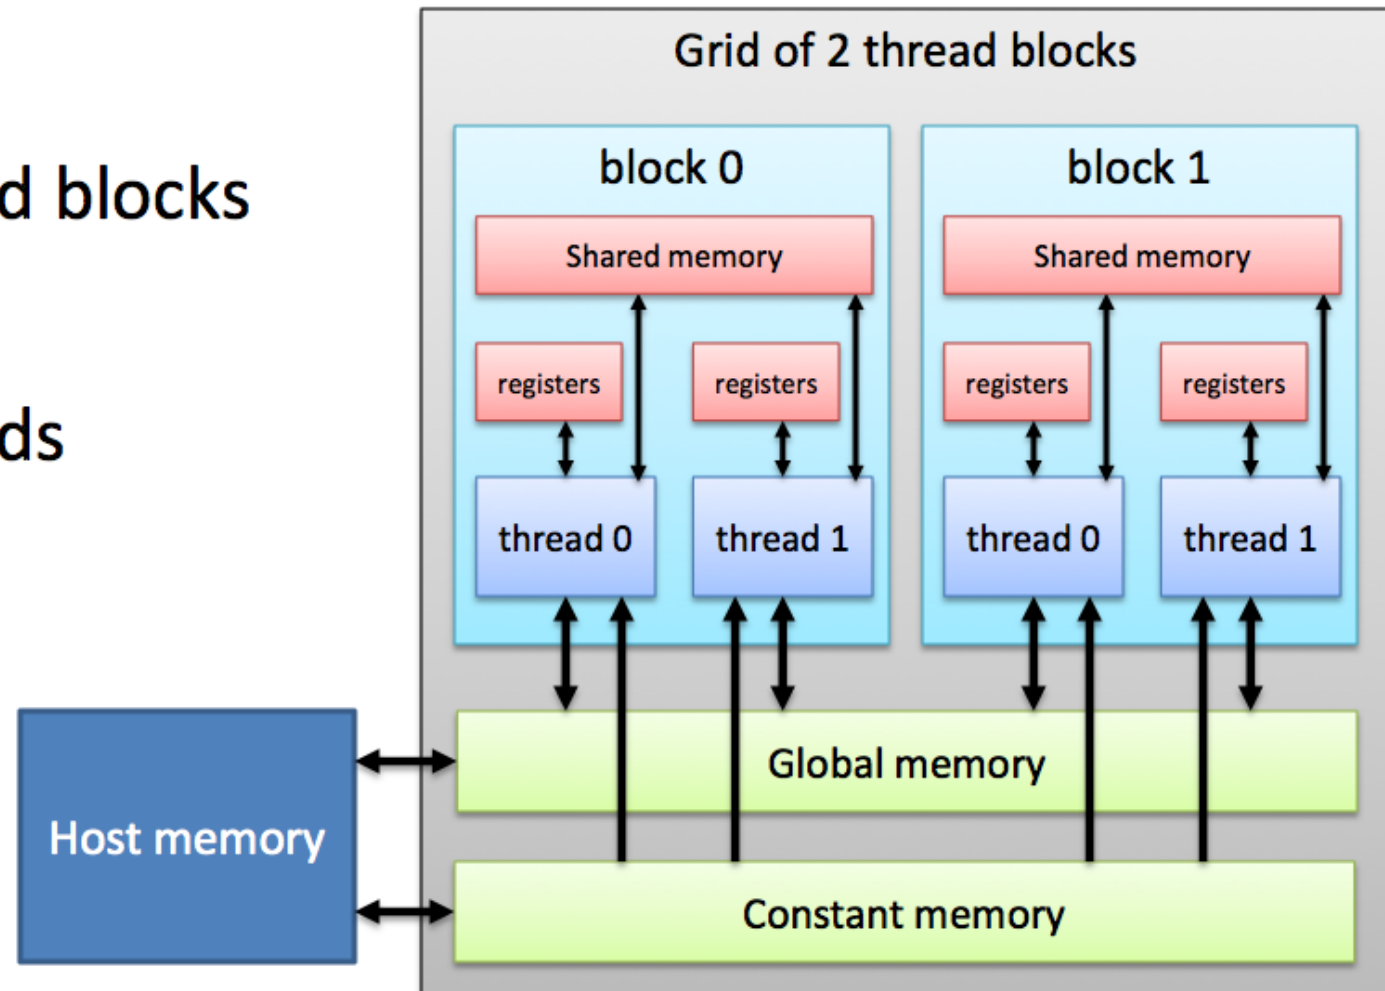 Grid of 2 thread blocks
d blocks
ds
block 0
Shared memory
registers registers
thread 0 thread 1
block 1
Shared memory
registers registers
thread 0 thread 1
Host memory
Global memory
Constant memory